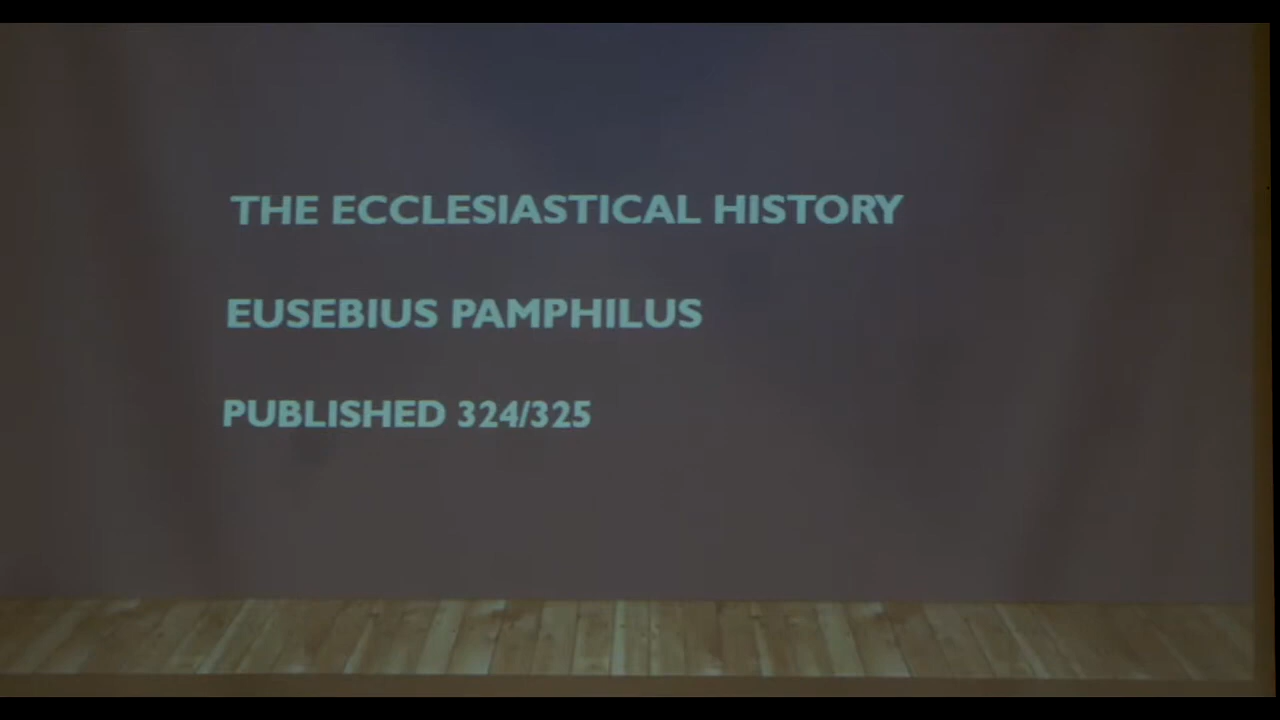 THE ECCLESIASTICAL HISTORY
EUSEBIUS PAMPHILUS
PUBLISHED 324/325